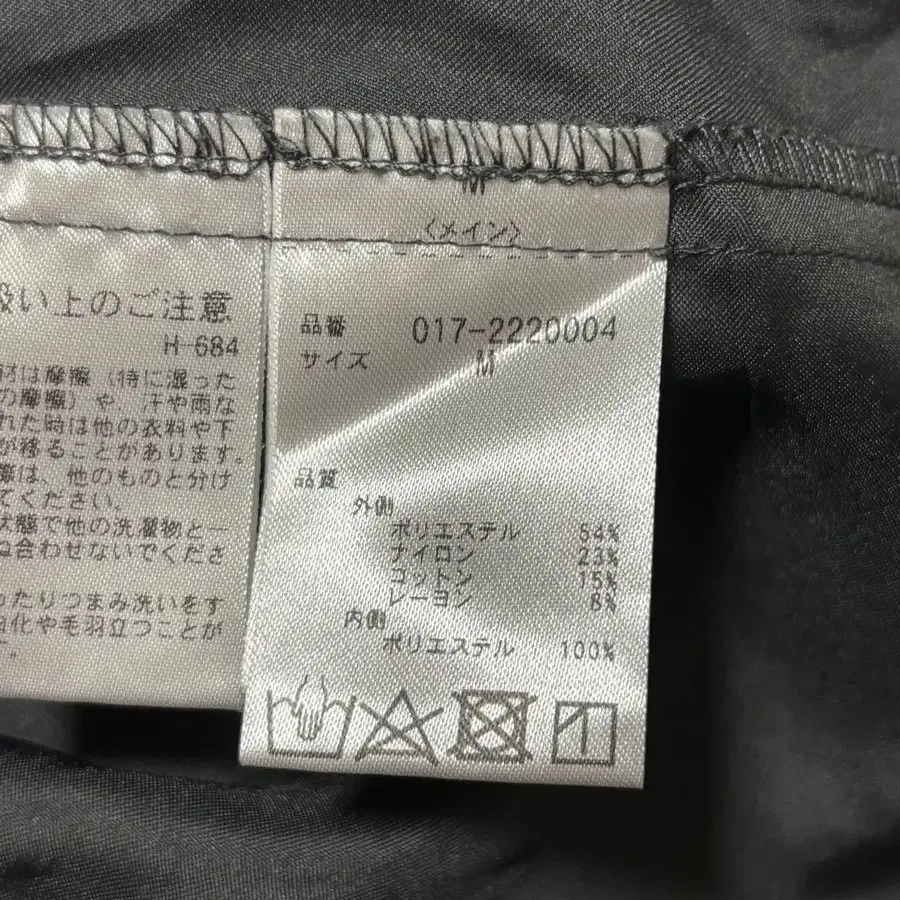 扱い上のご注意
H-684
材は摩擦(特に湿った
の摩擦)や、汗や雨な
れた時は他の衣料や下
が移ることがあります。
際は、他のものと分け
てください。
状態で他の洗濯物と一
ね合わせないでくださ
ったりつまみ洗いをす
白化や毛羽立つことが
M
〈メイン〉
品番 017-2220004
サイズ M
品質
外側
ポリエステル 54%
ナイロン 23%
コットン 15%
レーヨン 8%
内側
ポリエステル 100%